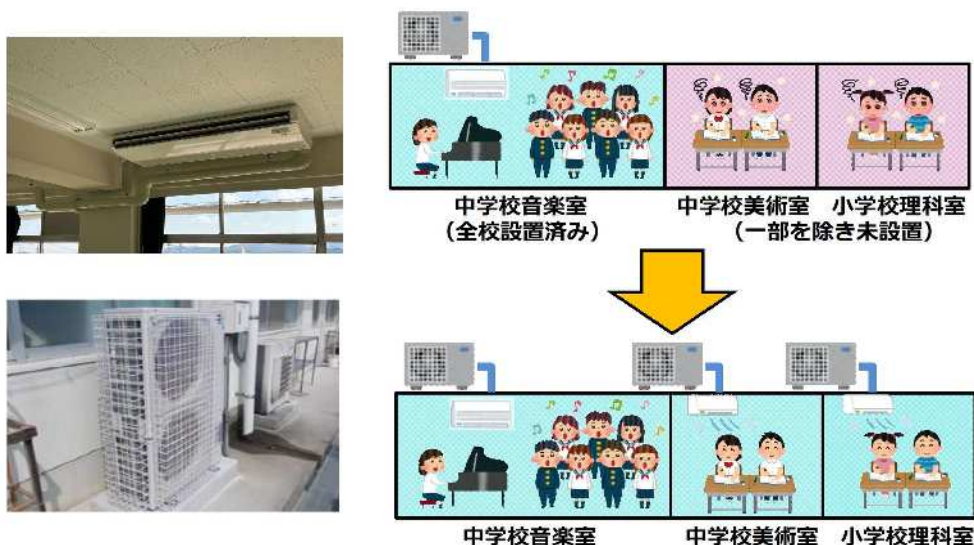 中学校音楽室
(全校設置済み)
中学校美術室 小学校理科室
(一部を除き未設置)
中学校音楽室 中学校美術室 小学校理科室